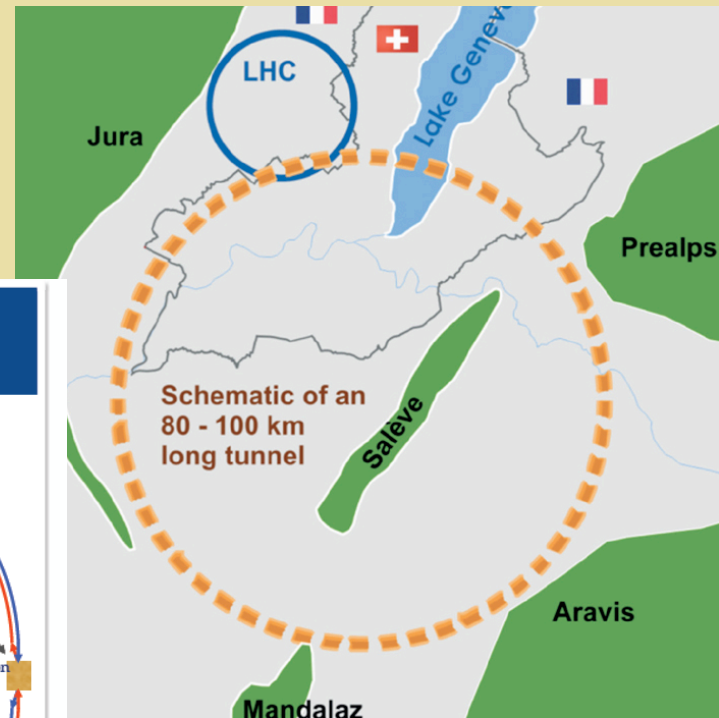 LHC
Lake Geneva
Jura
Prealps
Schematic of an
80 - 100 km
long tunnel
Salève
Aravis
Mandalaz